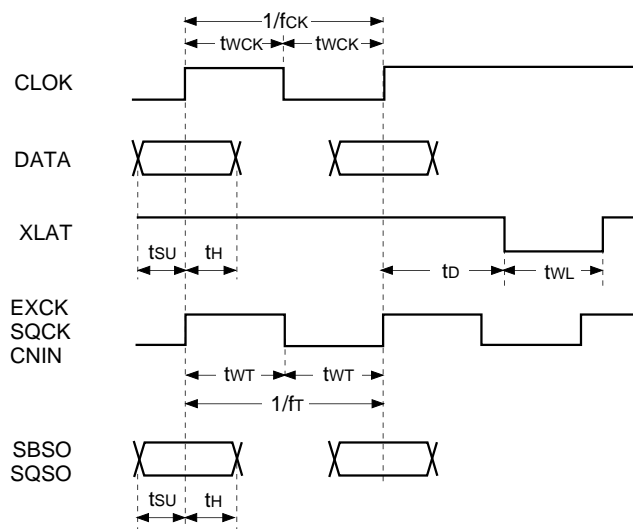 1/fCK
tWCK tWCK
CLOK
DATA
XLAT
tSU tH
tD tWL
EXCK
SQCK
CNIN
tWT tWT
1/fT
SBSO
SQSO
tSU tH